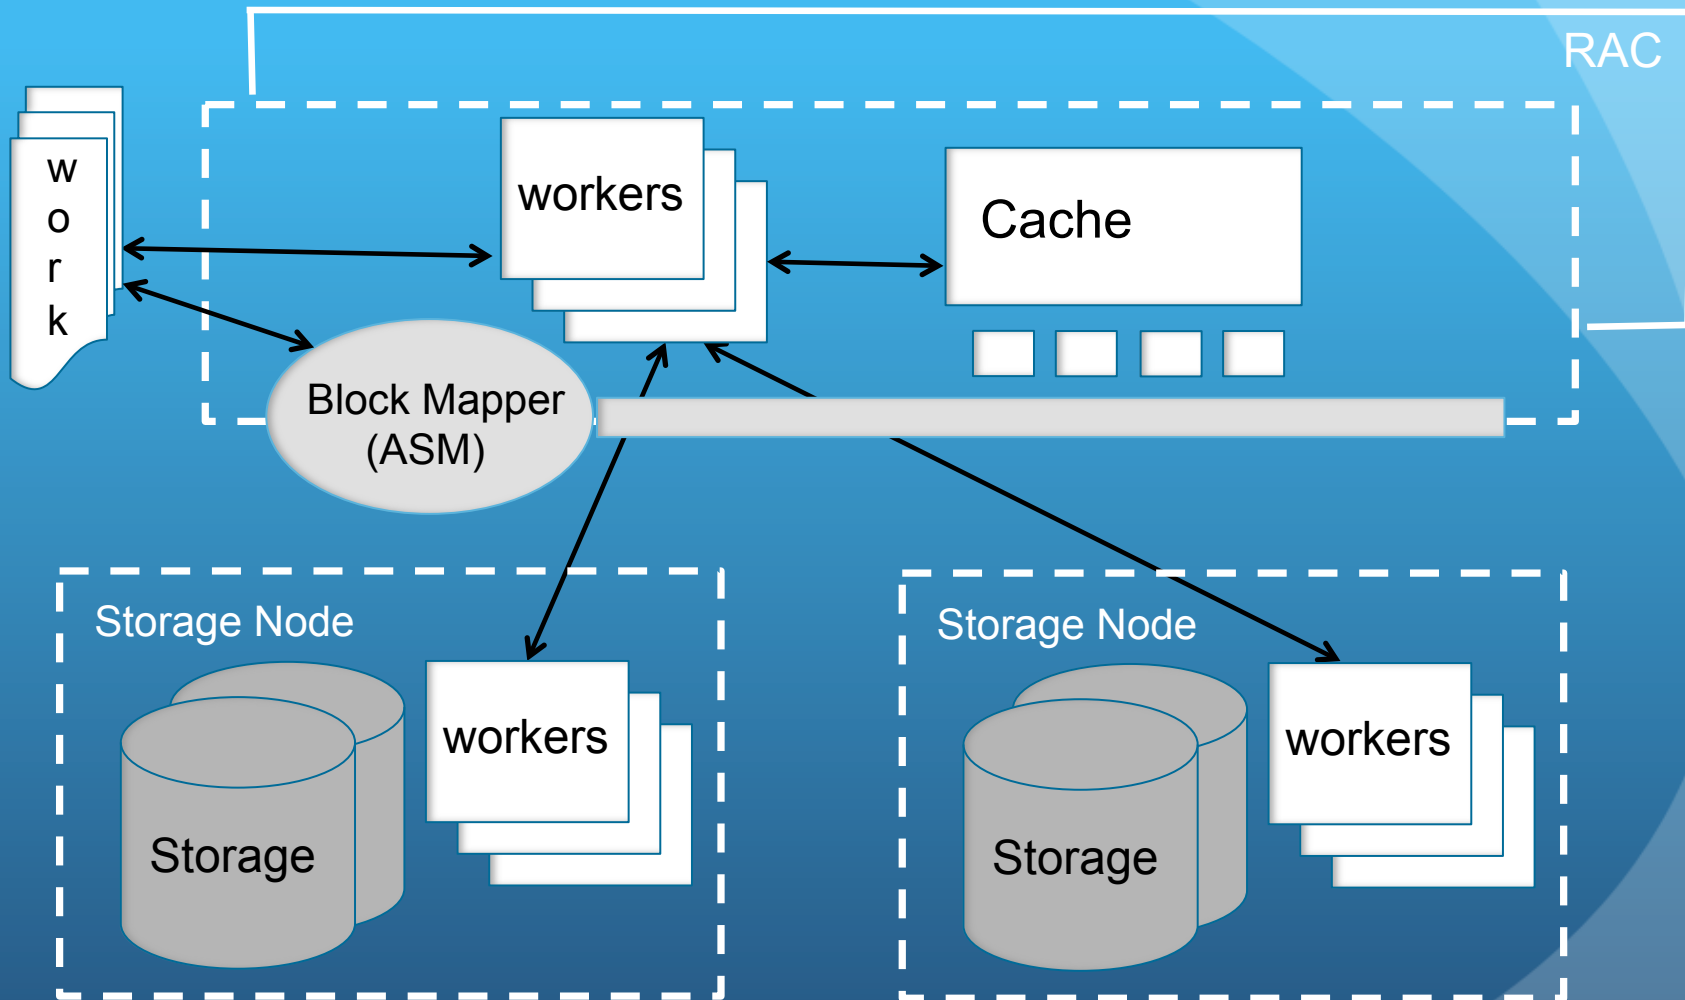 RAC
w
o
r
k
workers
Cache
Block Mapper
(ASM)
Storage Node
workers
Storage
Storage Node
workers
Storage